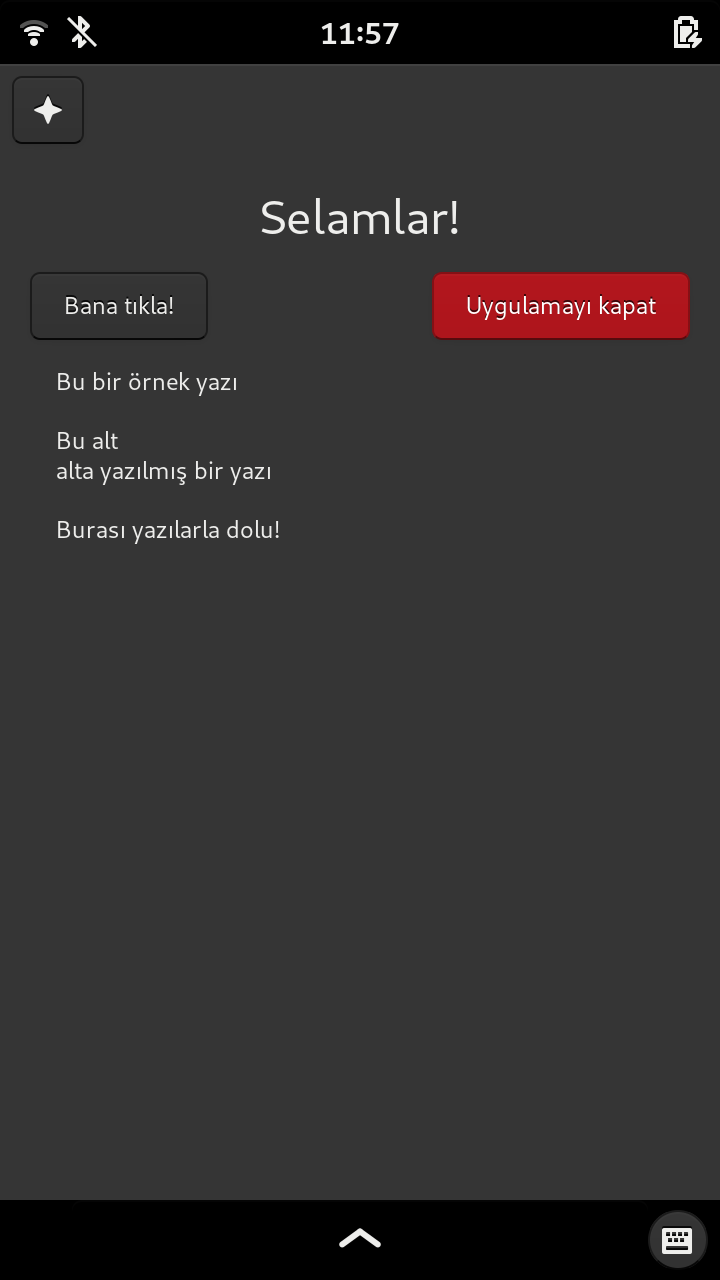 11:57
Selamlar!
Bana tıkla!
Uygulamayı kapat
Bu bir örnek yazı
Bu alt
alta yazılmış bir yazı
Burası yazılarla dolu!